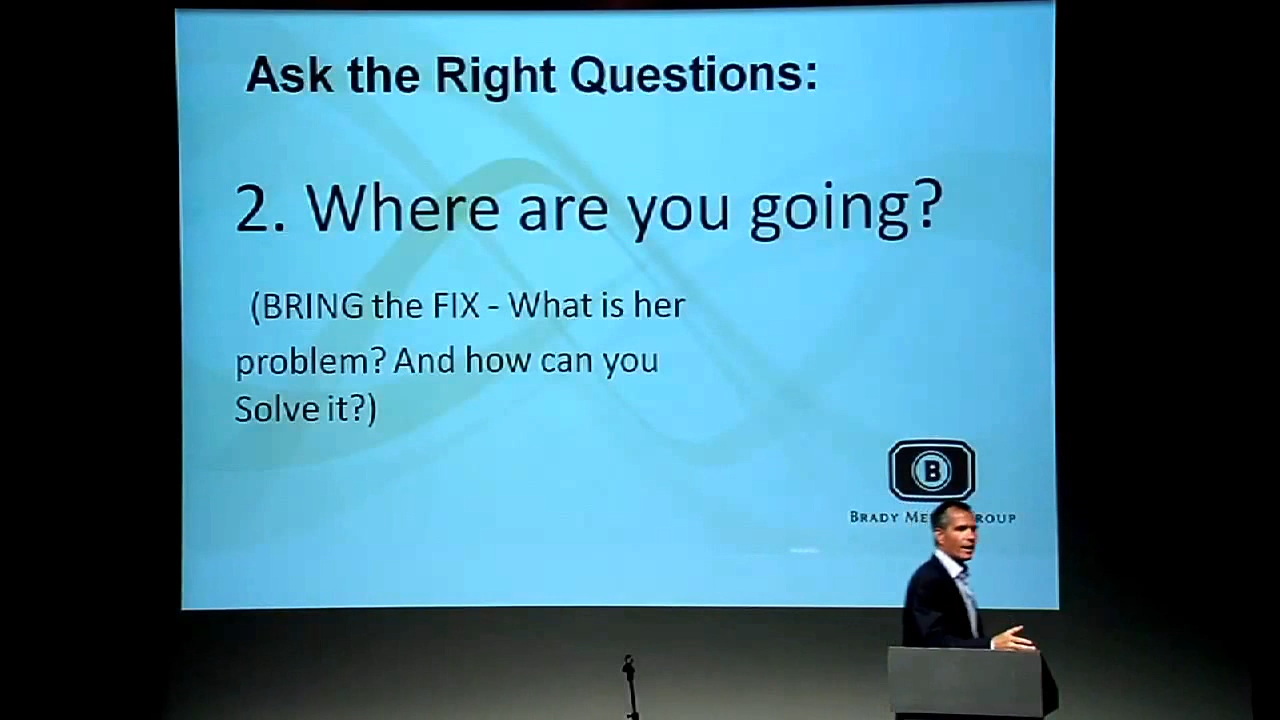 Ask the Right Questions:
2. Where are you going?
(BRING the FIX - What is her
problem? And how can you
Solve it?)
B
BRADY